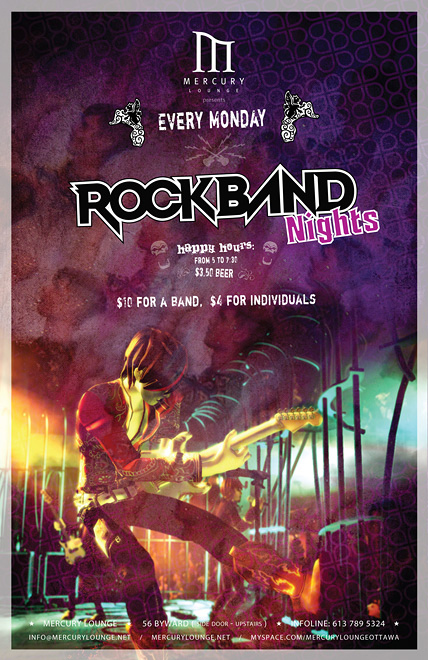 MERCURY
LOUNGE
presents
EVERY MONDAY
ROCKBAND
Nights
happy hours:
FROM 5 TO 7:30
$3.50 BEER
$10 FOR A BAND, $4 FOR INDIVIDUALS
★ MERCURY LOUNGE ★ 56 BYWARD ( SIDE DOOR - UPSTAIRS ) ★ INFOLINE: 613 789 5324 ★
INFO@MERCURYLOUNGE.NET / MERCURYLOUNGE.NET / MYSPACE.COM/MERCURYLOUNGEOTTAWA